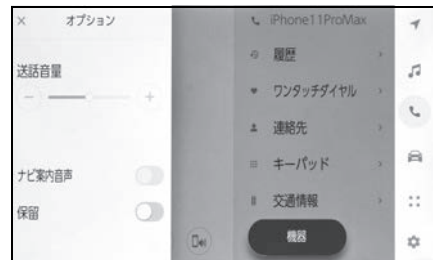 オプション
送話音量
ナビ案内音声
保留
iPhone11ProMax
履歴
ワンタッチダイヤル
連絡先
キーパッド
交通情報
機器